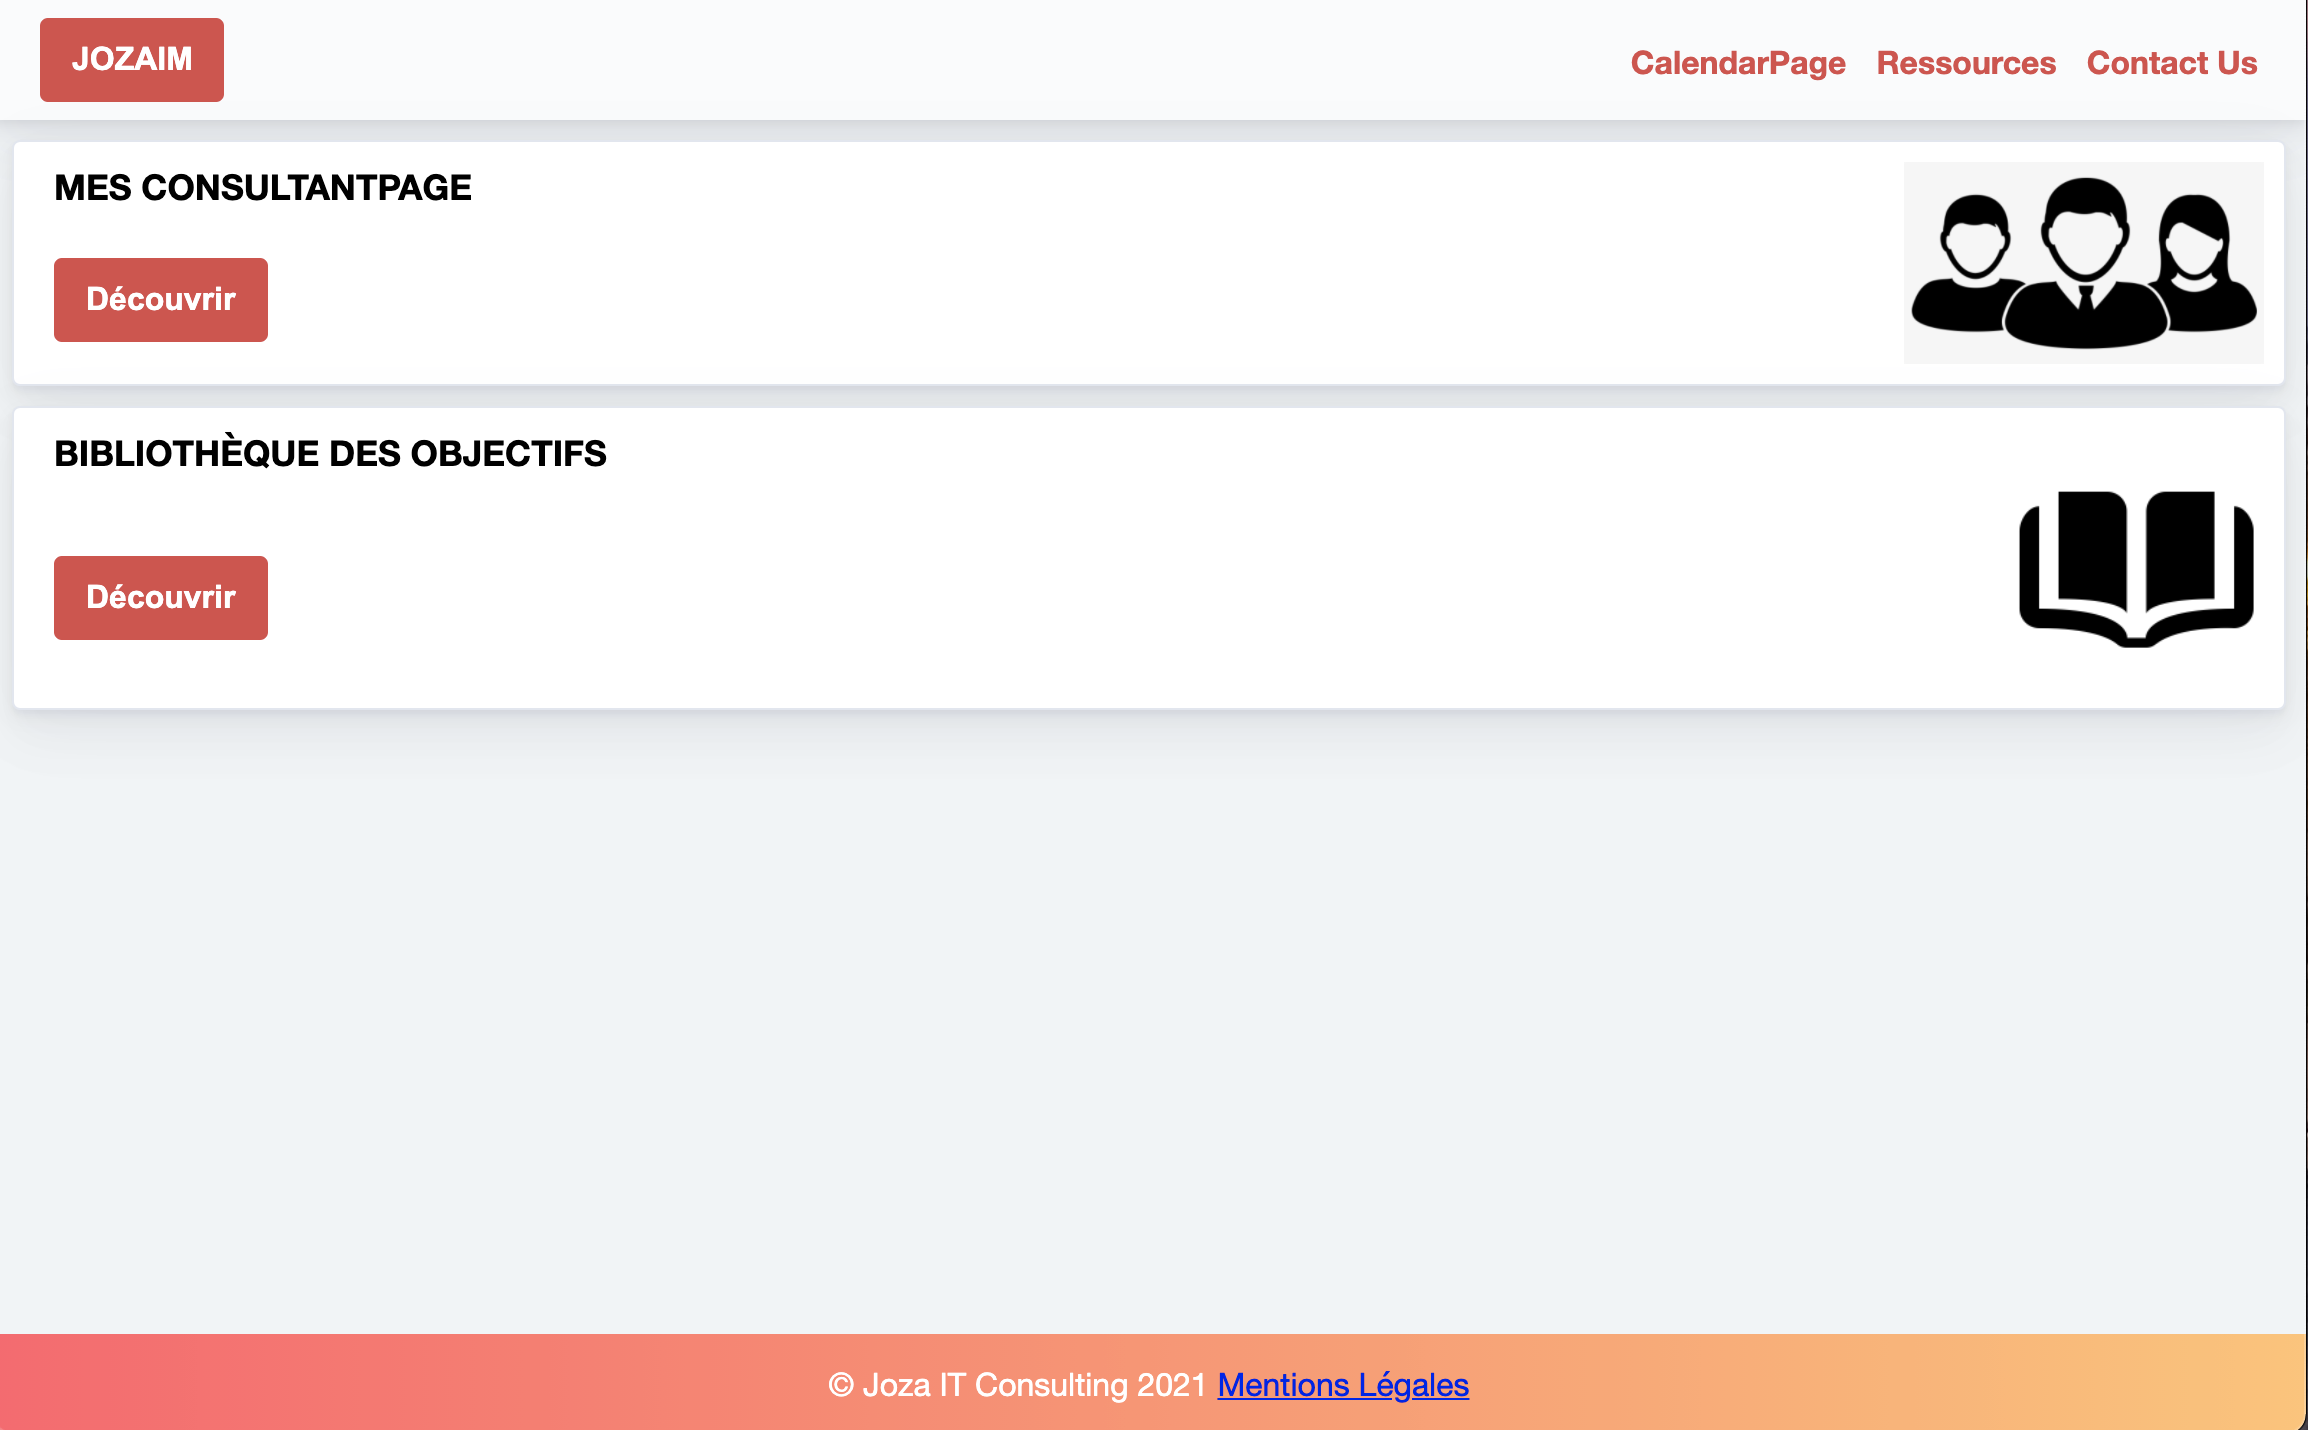 JOZAIM
CalendarPage Ressources Contact Us
MES CONSULTANTPAGE
Découvrir
BIBLIOTHÈQUE DES OBJECTIFS
Découvrir
© Joza IT Consulting 2021 Mentions Légales